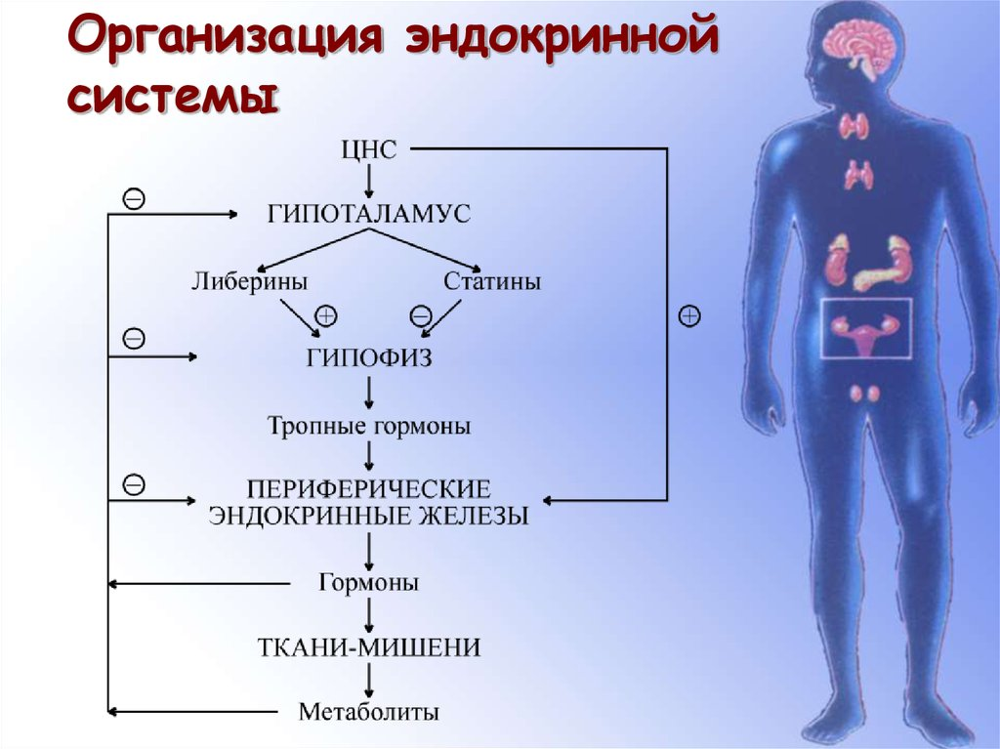 Организация эндокринной
системы
ЦНС
⊖
ГИПОТАЛАМУС
Либерины Статины
⊕ ⊖ ⊕
⊖
ГИПОФИЗ
Тропные гормоны
⊖
ПЕРИФЕРИЧЕСКИЕ
ЭНДОКРИННЫЕ ЖЕЛЕЗЫ
Гормоны
ТКАНИ-МИШЕНИ
Метаболиты